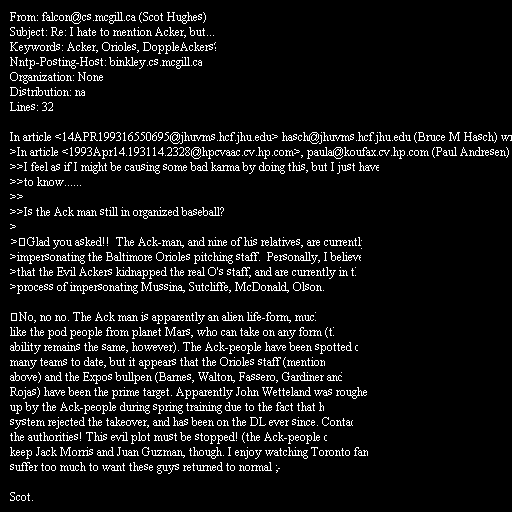 From: falcon@cs.mcgill.ca (Scot Hughes)
Subject: Re: I hate to mention Acker, but...
Keywords: Acker, Orioles, DoppleAckers?
Nntp-Posting-Host: binkley.cs.mcgill.ca
Organization: None
Distribution: na
Lines: 32

In article <14APR199316550695@jhuvms.hcf.jhu.edu> hasch@jhuvms.hcf.jhu.edu (Bruce M Hasch)
>In article <1993Apr14.193114.2328@hpcvaac.cv.hp.com>, paula@koufax.cv.hp.com (Paul Andresen)
>>I feel as if I might be causing some bad karma by doing this, but I just have
>>to know......
>>
>>Is the Ack man still in organized baseball?
>
>Glad you asked!!  The Ack-man, and nine of his relatives, are
>impersonating the Baltimore Orioles pitching staff.  Personally, I believe
>that the Evil Ackers kidnapped the real O's staff, and are currently in
>process of impersonating Mussina, Sutcliffe, McDonald, Olson.

No, no no. The Ack man is apparently an alien life-form,
like the pod people from planet Mars, who can take on any form
ability remains the same, however). The Ack-people have been spotted
many teams to date, but it appears that the Orioles staff (mention
above) and the Expos bullpen (Barnes, Walton, Fassero, Gardiner and
Rojas) have been the prime target. Apparently John Wetteland was roughe
up by the Ack-people during spring training due to the fact that
system rejected the takeover, and has been on the DL ever since.
the authorities! This evil plot must be stopped! (the Ack-people
keep Jack Morris and Juan Guzman, though. I enjoy watching Toronto fan
suffer too much to want these guys returned to normal ;-

Scot.